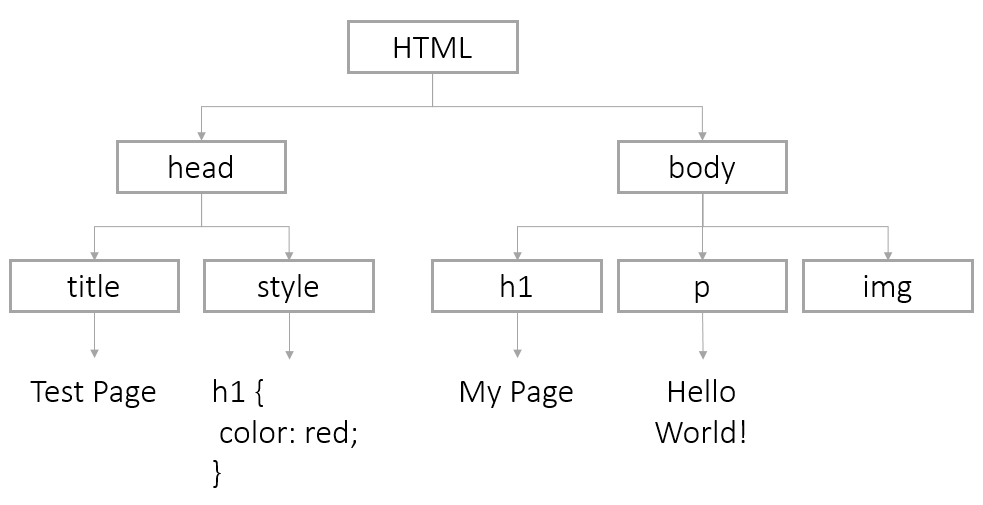 HTML
head
body
title
style
h1
p
img
Test Page
h1 {
color: red;
}
My Page
Hello
World!